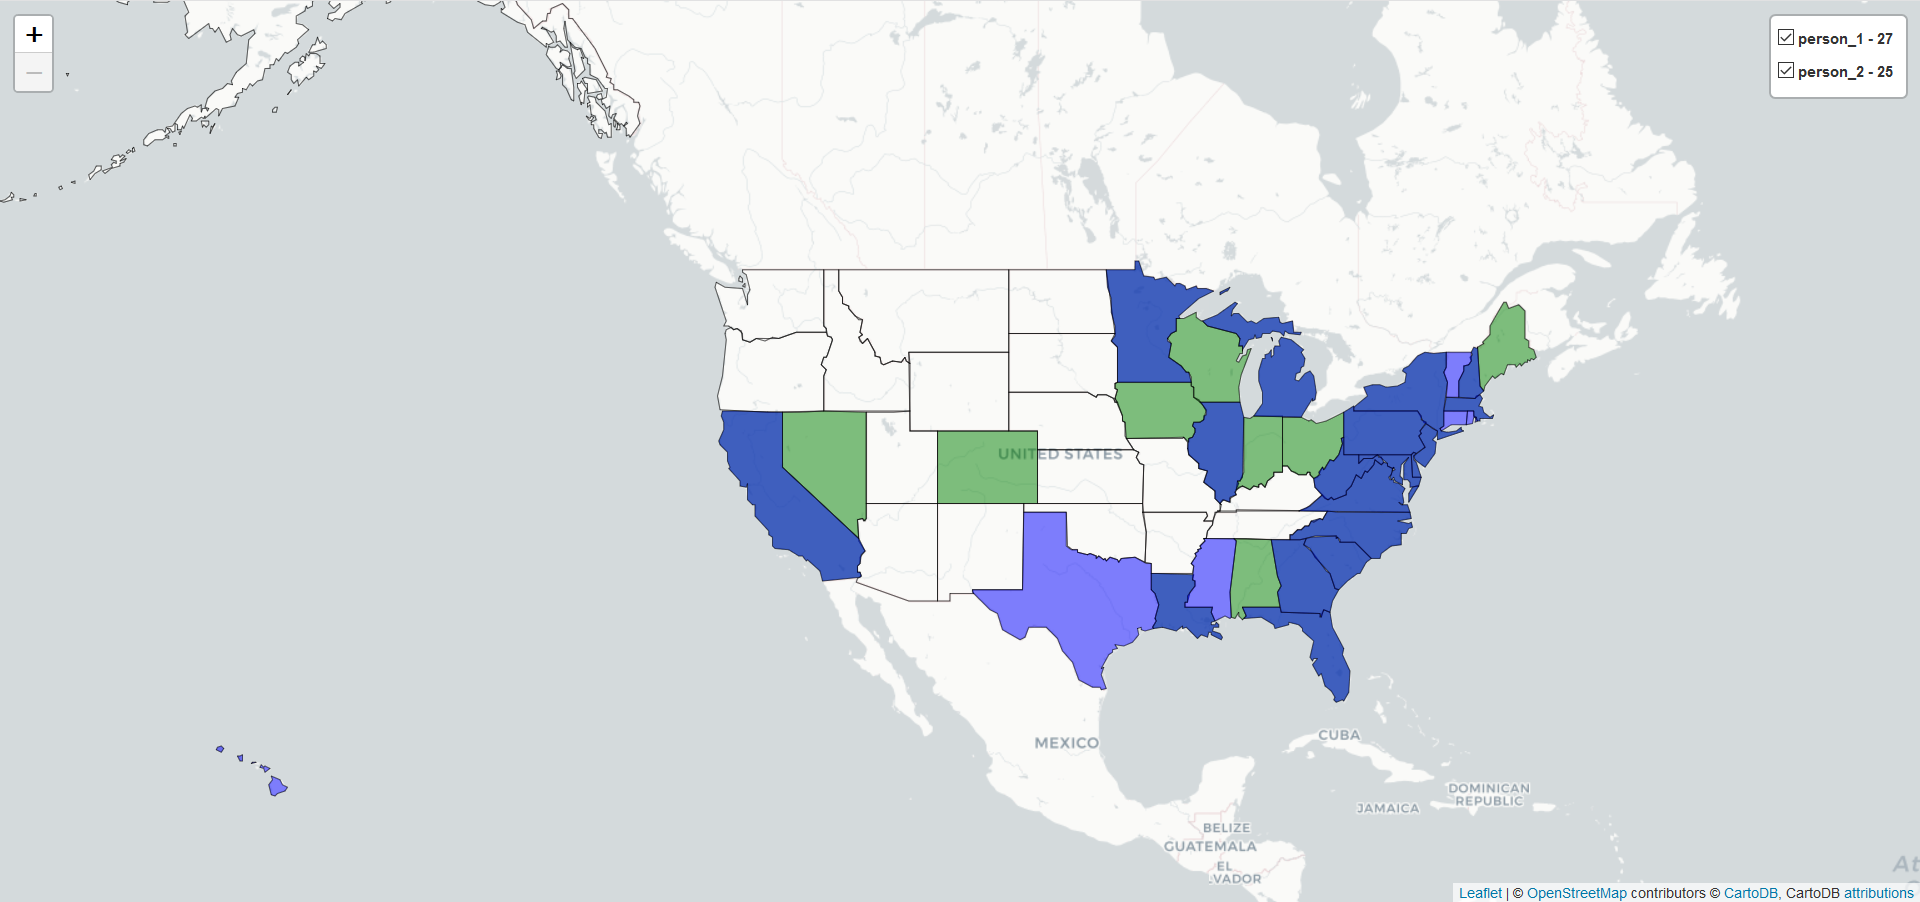 +
−
person_1 - 27
person_2 - 25
UNITED STATES
MEXICO
CUBA
DOMINICAN
REPUBLIC
JAMAICA
BELIZE
GUATEMALA
EL
.VADOR
At
Leaflet | © OpenStreetMap contributors © CartoDB, CartoDB attributions